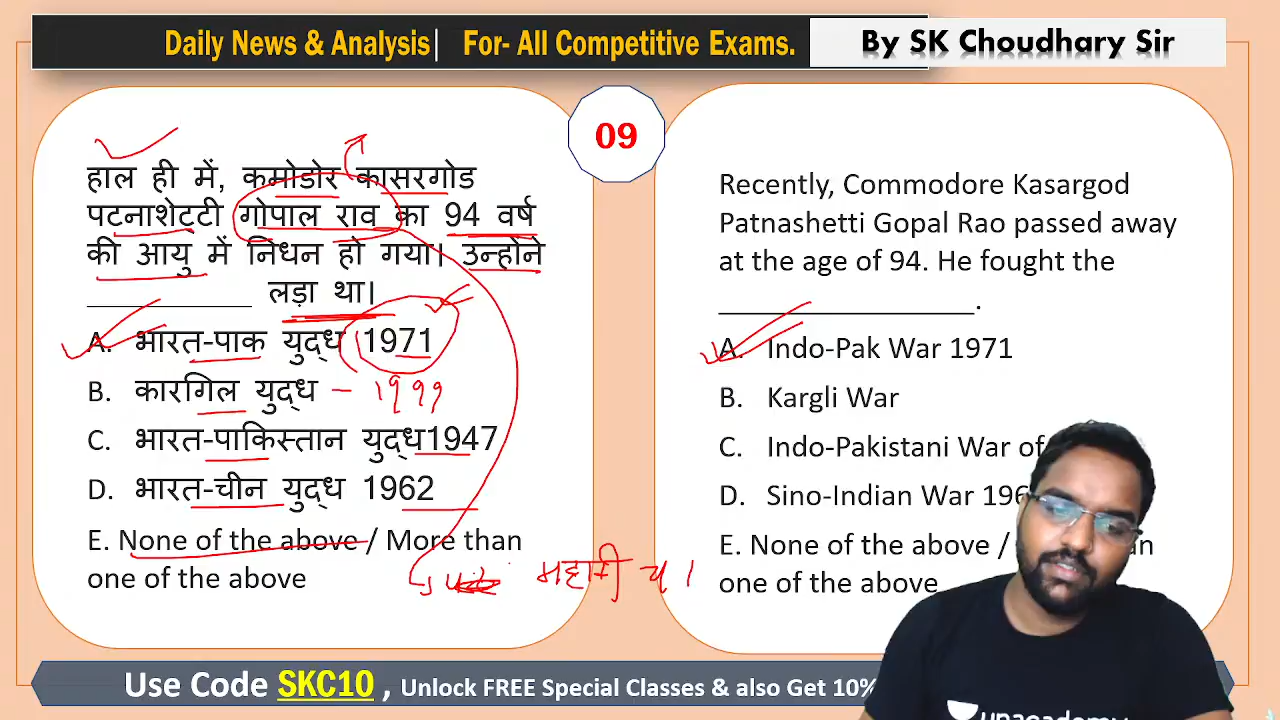 Daily News & Analysis| For- All Competitive Exams.
By SK Choudhary Sir
09
हाल ही में, कमोडोर कासरगोड
पटनाशेट्टी गोपाल राव का 94 वर्ष
की आयु में निधन हो गया। उन्होंने
____________ लड़ा था।
A. भारत-पाक युद्ध 1971
B. कारगिल युद्ध - 1999
C. भारत-पाकिस्तान युद्ध1947
D. भारत-चीन युद्ध 1962
E. None of the above / More than
one of the above
Recently, Commodore Kasargod
Patnashetti Gopal Rao passed away
at the age of 94. He fought the
__________________.
A. Indo-Pak War 1971
B. Kargli War
C. Indo-Pakistani War of
D. Sino-Indian War 196
E. None of the above /
one of the above
Use Code SKC10 , Unlock FREE Special Classes & also Get 10%